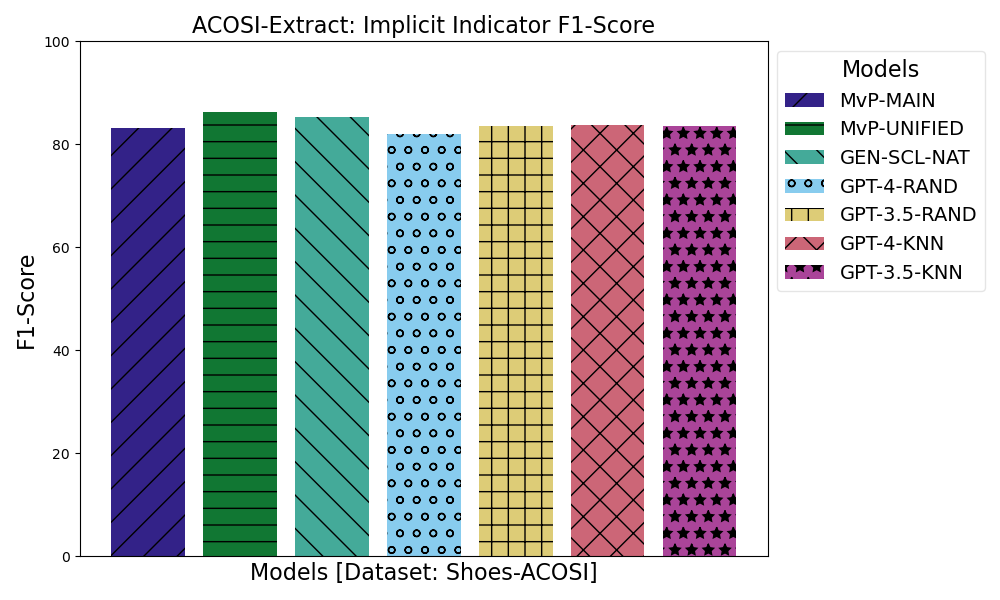 ACOSI-Extract: Implicit Indicator F1-Score
100
80
60
40
20
0
F1-Score
Models [Dataset: Shoes-ACOSI]
Models
MvP-MAIN
MvP-UNIFIED
GEN-SCL-NAT
GPT-4-RAND
GPT-3.5-RAND
GPT-4-KNN
GPT-3.5-KNN